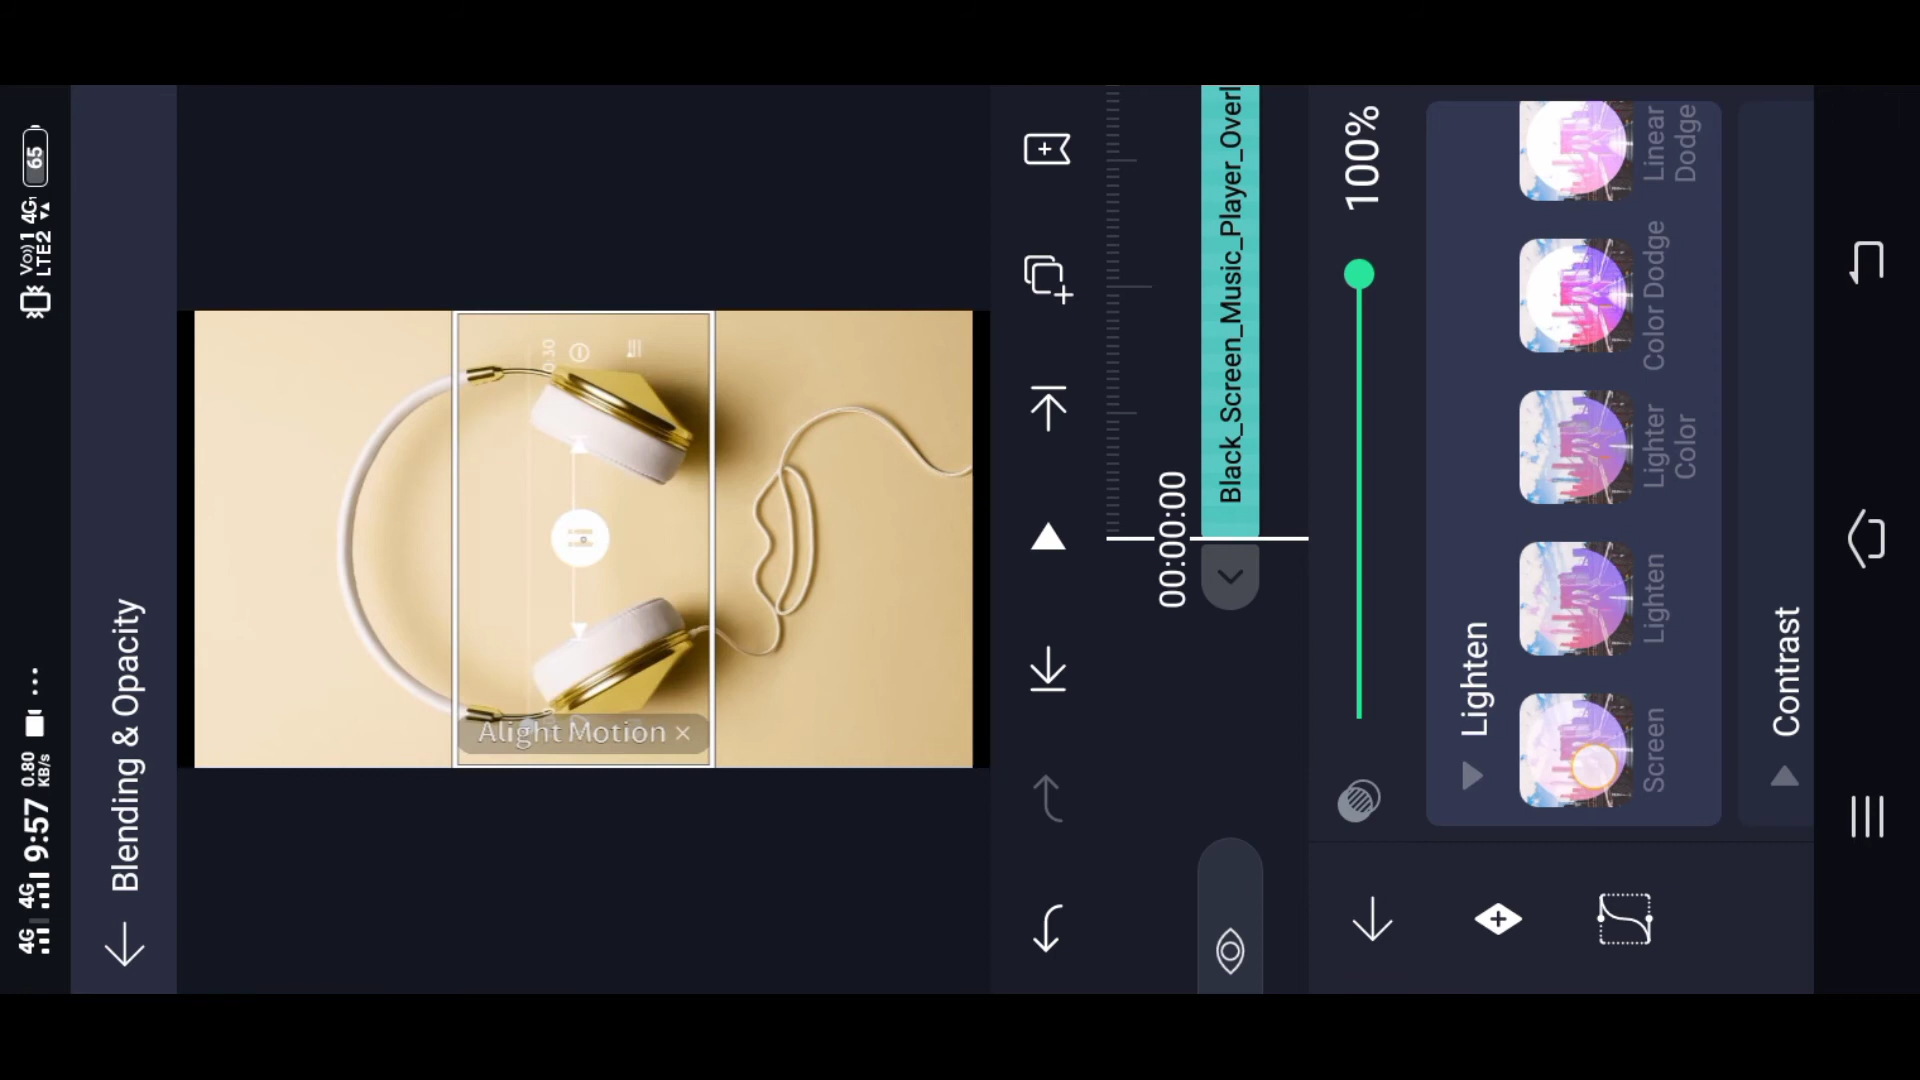 4G 4G 9:57 0.80 KB/s ... Vo)) 1 4G LTE2 65
Blending & Opacity
Alight Motion ×
00:00:00
Black_Screen_Music_Player_Overl
100%
Lighten
Screen
Lighten
Lighter Color
Color Dodge
Linear Dodge
Contrast